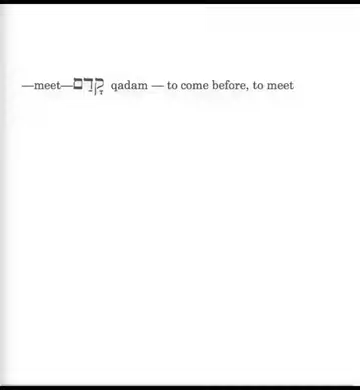 —meet—קָדַם qadam — to come before, to meet